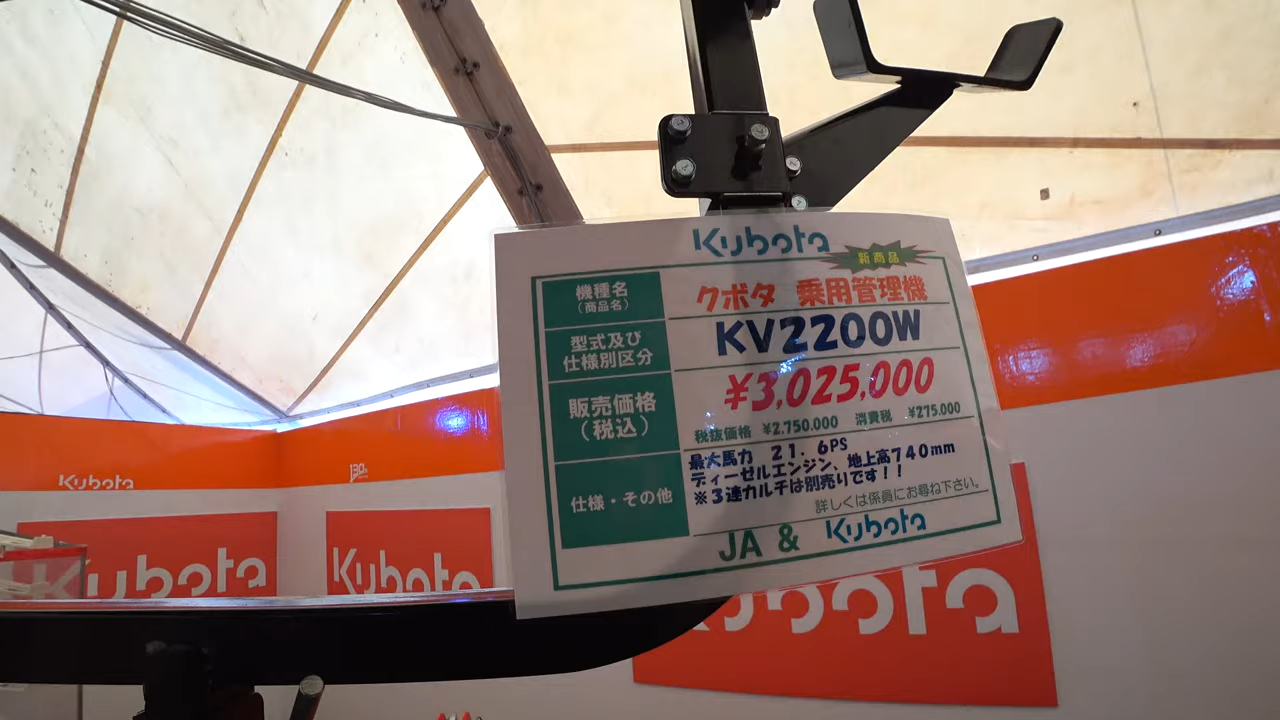 Kubota
新商品
機種名
(商品名)
クボタ 乗用管理機
型式及び
仕様別区分
KV2200W
販売価格
(税込)
¥3,025,000
税抜価格 ¥2,750,000 消費税 ¥275,000
仕様・その他
最大馬力 21.6PS
ディーゼルエンジン、地上高740mm
※3連カルチは別売りです!!
詳しくは係員にお尋ね下さい。
JA & Kubota
Kubota
130
Kubota
Kubota
Kubota